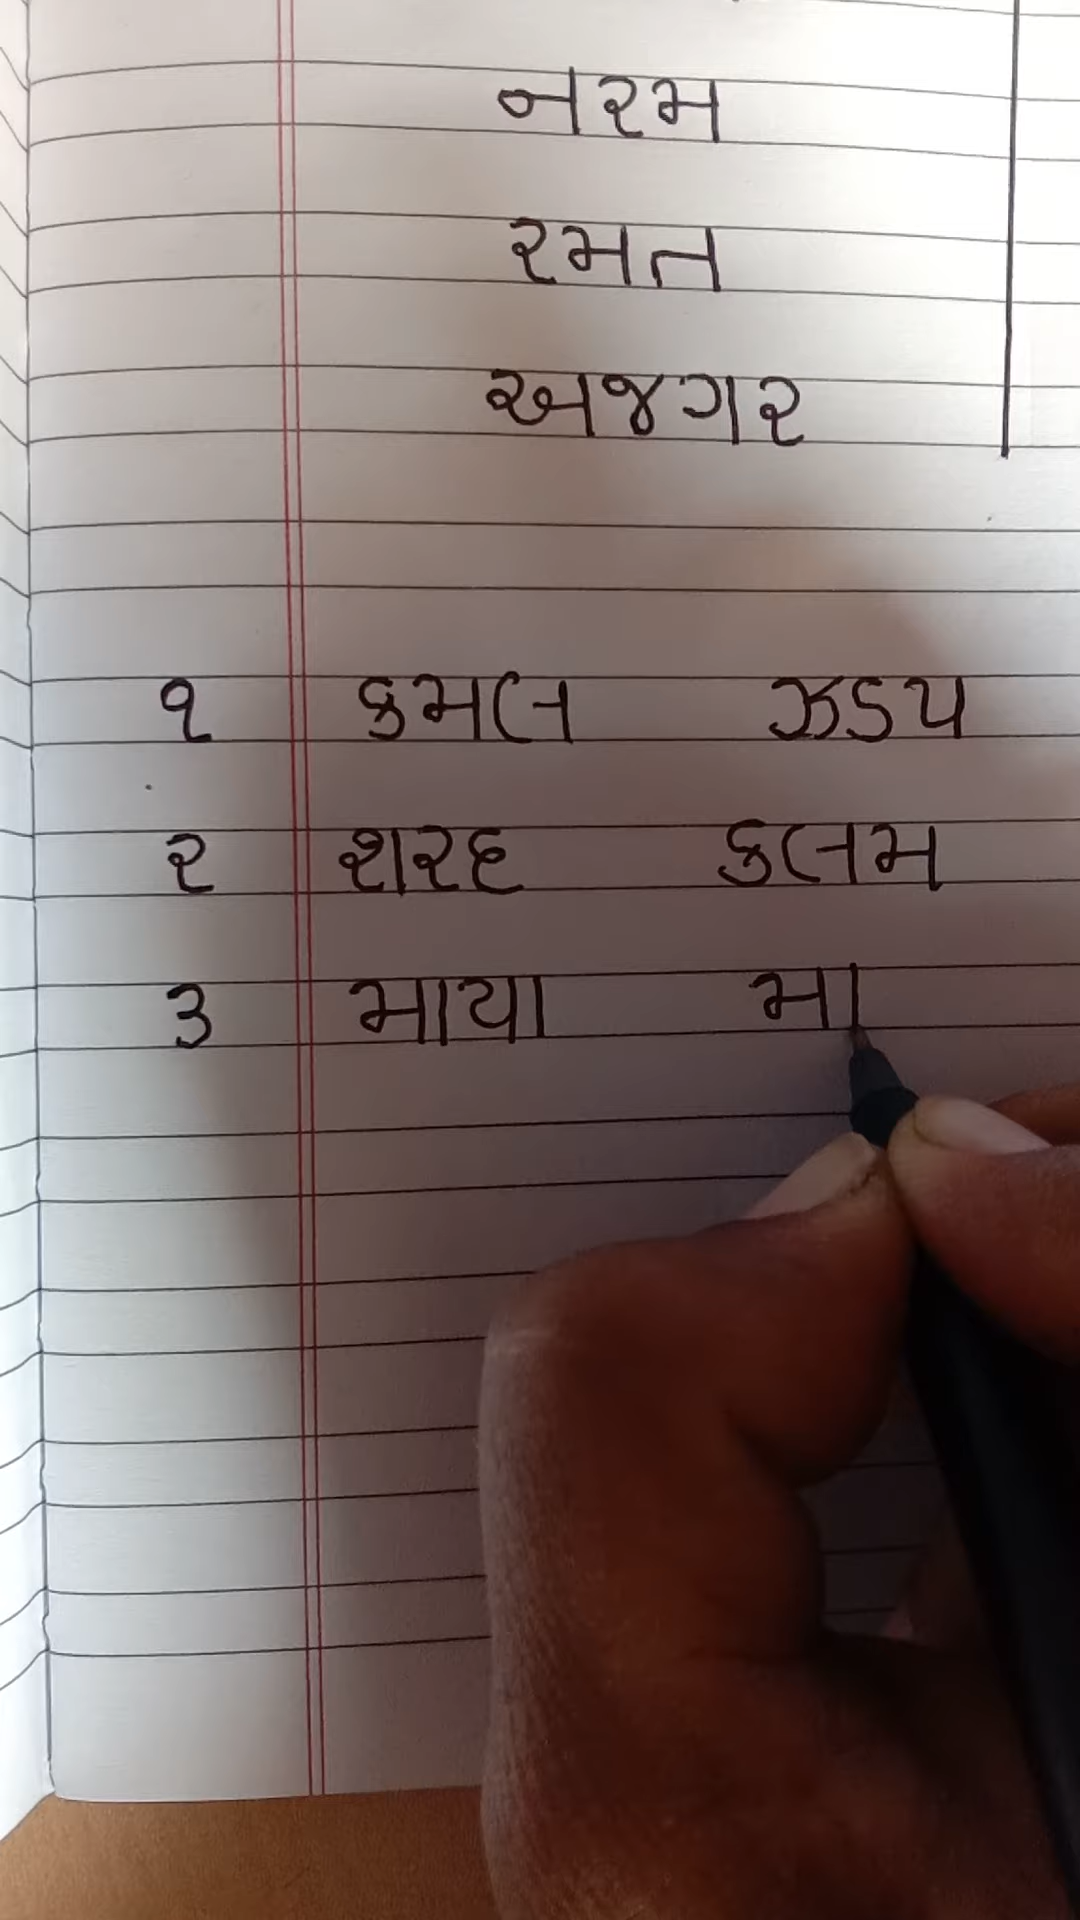 નરમ
રમત
અજગર
૧ કમલ ઝડપ
૨ શરદ કલમ
૩ માયા મા